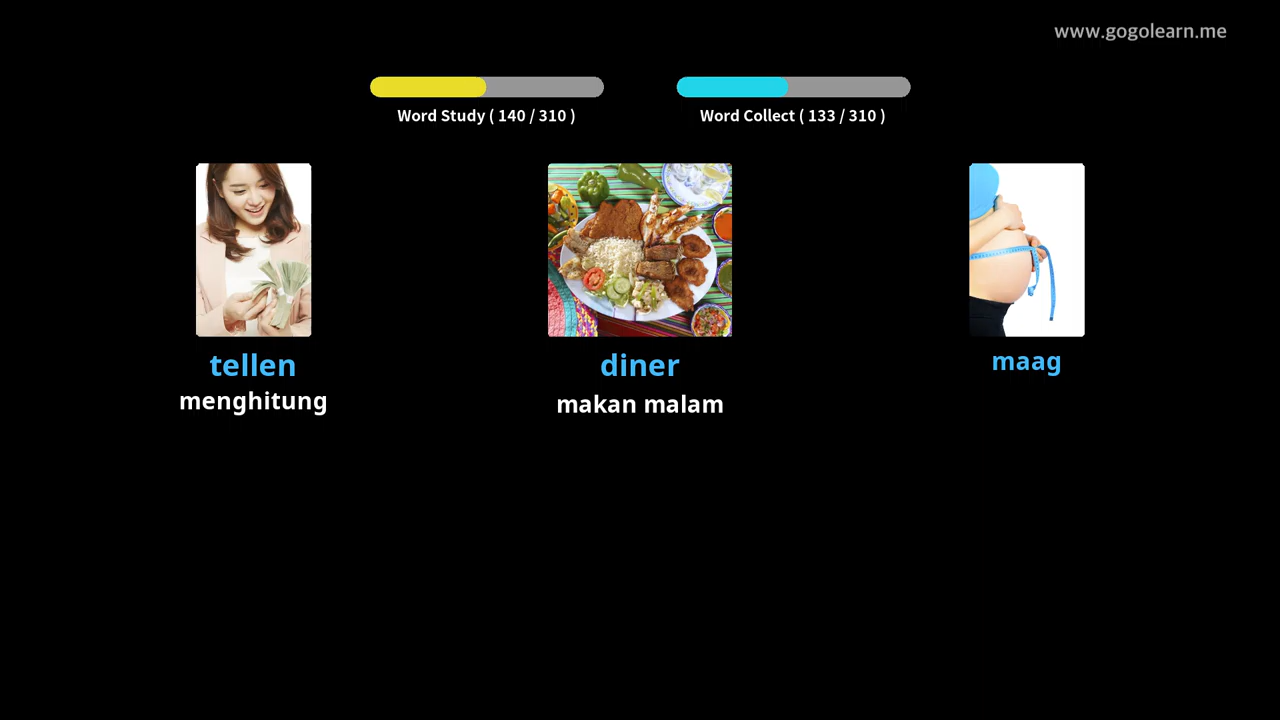 www.gogolearn.me
Word Study ( 140 / 310 )
Word Collect ( 133 / 310 )
tellen
menghitung
diner
makan malam
maag